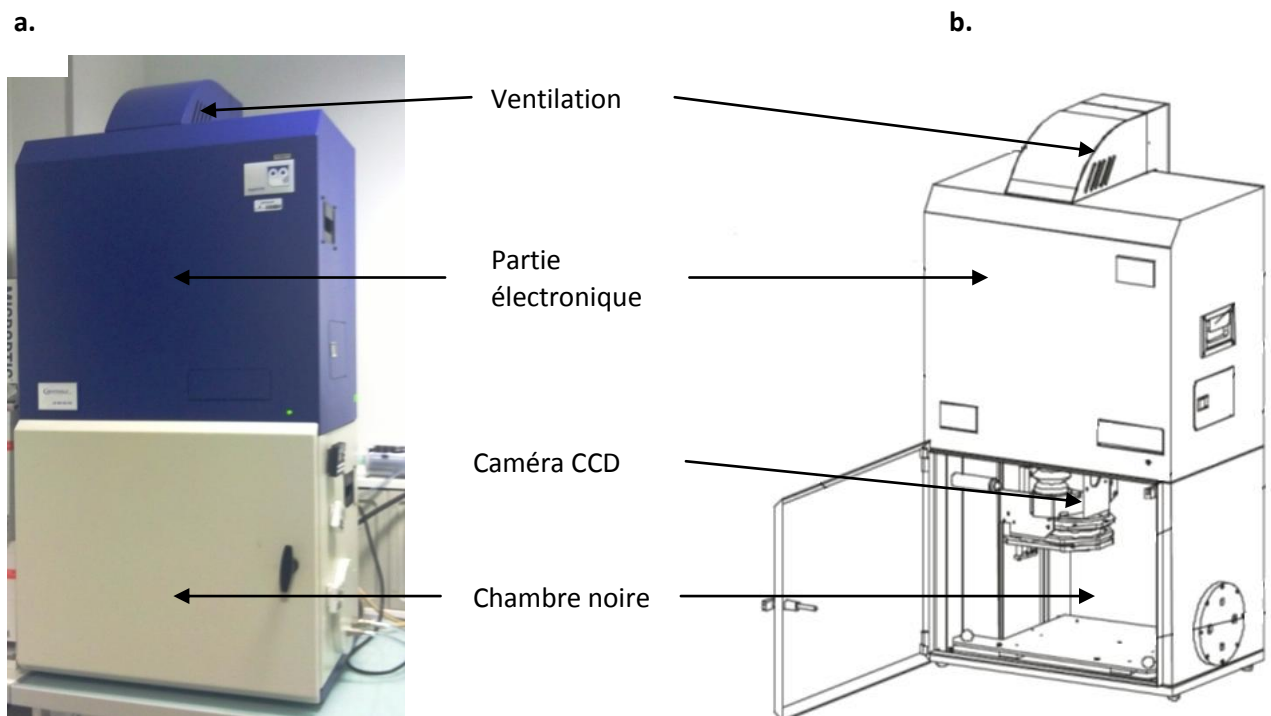 a.
b.
Ventilation
Partie
électronique
Caméra CCD
Chambre noire